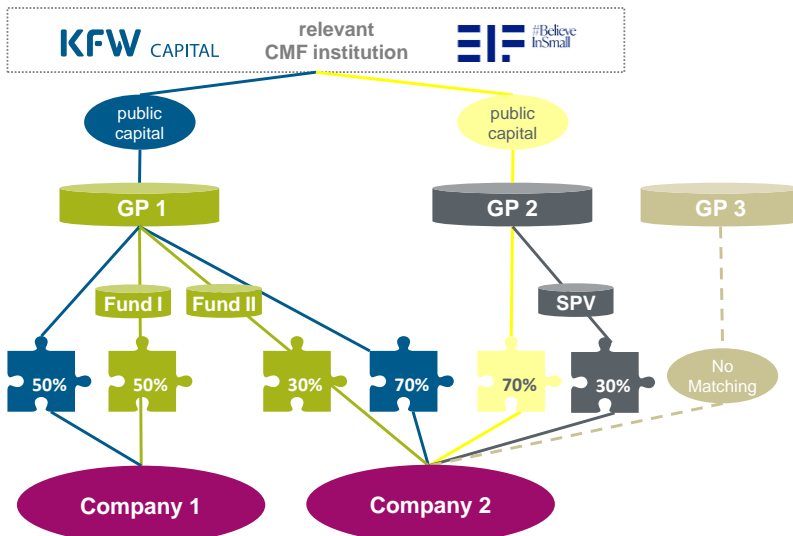 KFW CAPITAL
relevant
CMF institution
EIF
#Believe
InSmall
public
capital
public
capital
GP 1
GP 2
GP 3
Fund I
Fund II
SPV
50%
50%
30%
70%
70%
30%
No
Matching
Company 1
Company 2